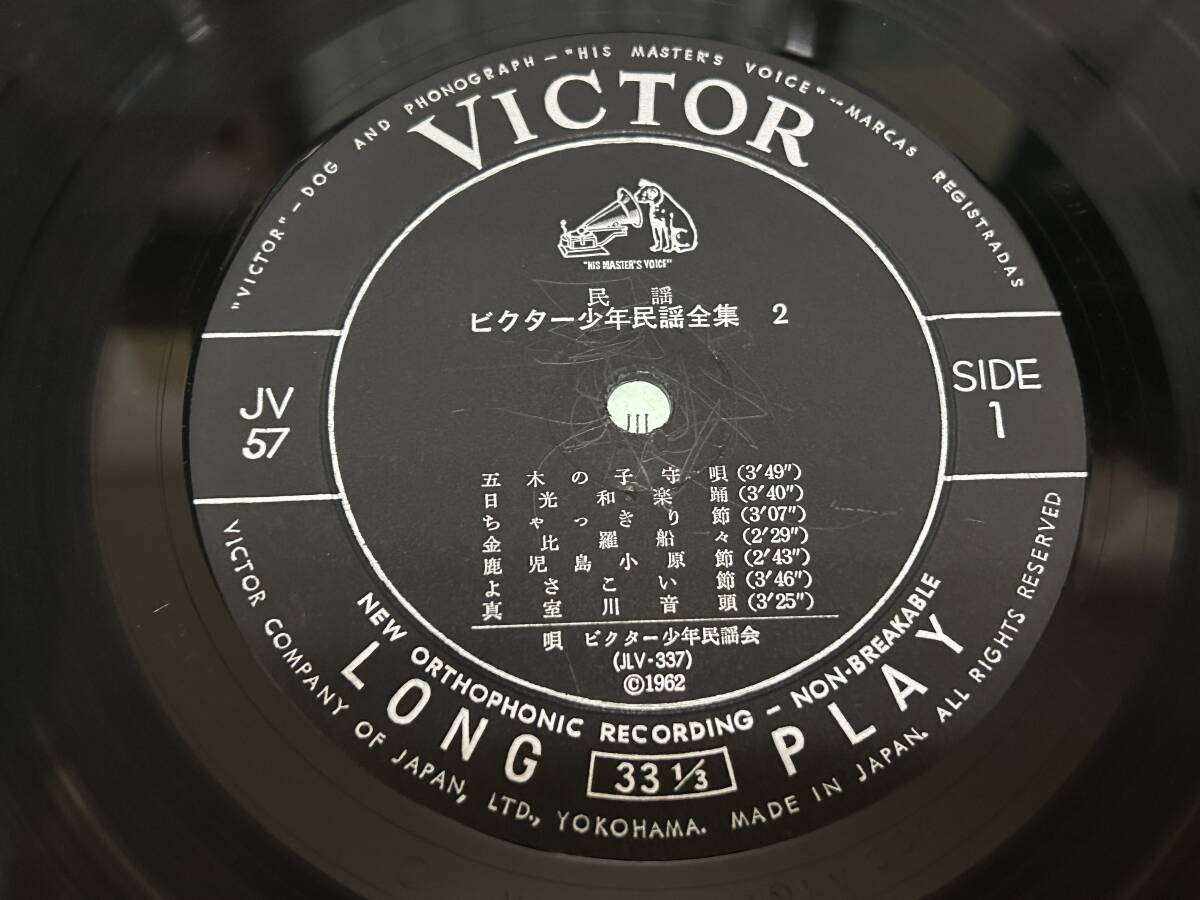 "VICTOR" – DOG AND PHONOGRAPH – "HIS MASTER'S VOICE" -- MARCAS REGISTRADAS
VICTOR
"HIS MASTER'S VOICE"
民謡
ビクター少年民謡全集 2
JV
57
SIDE
1
五木の子守唄 (3′49″)
日光和楽踊 (3′40″)
ちゃっきり節 (3′07″)
金比羅船々 (2′29″)
鹿児島小原節 (2′43″)
よさこい節 (3′46″)
真室川音頭 (3′25″)
唄 ビクター少年民謡会
(JLV-337)
©1962
NEW ORTHOPHONIC RECORDING – NON-BREAKABLE
LONG PLAY
33 1/3
VICTOR COMPANY OF JAPAN, LTD., YOKOHAMA. MADE IN JAPAN. ALL RIGHTS RESERVED